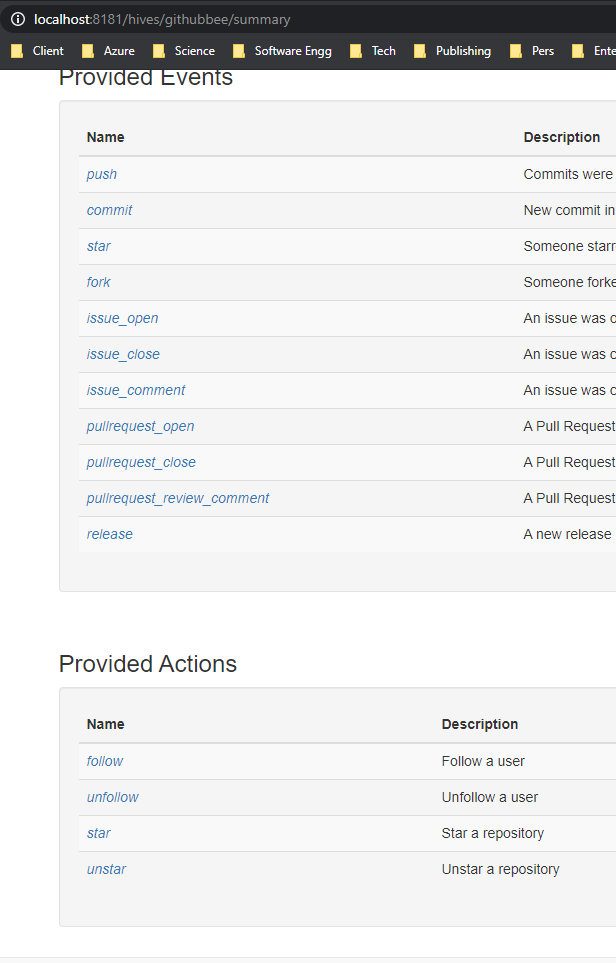 localhost:8181/hives/githubbee/summary
Client Azure Science Software Engg Tech Publishing Pers Ente
Provided Events
Name Description
push Commits were
commit New commit in
star Someone starr
fork Someone forke
issue_open An issue was o
issue_close An issue was c
issue_comment An issue was c
pullrequest_open A Pull Request
pullrequest_close A Pull Request
pullrequest_review_comment A Pull Request
release A new release
Provided Actions
Name Description
follow Follow a user
unfollow Unfollow a user
star Star a repository
unstar Unstar a repository